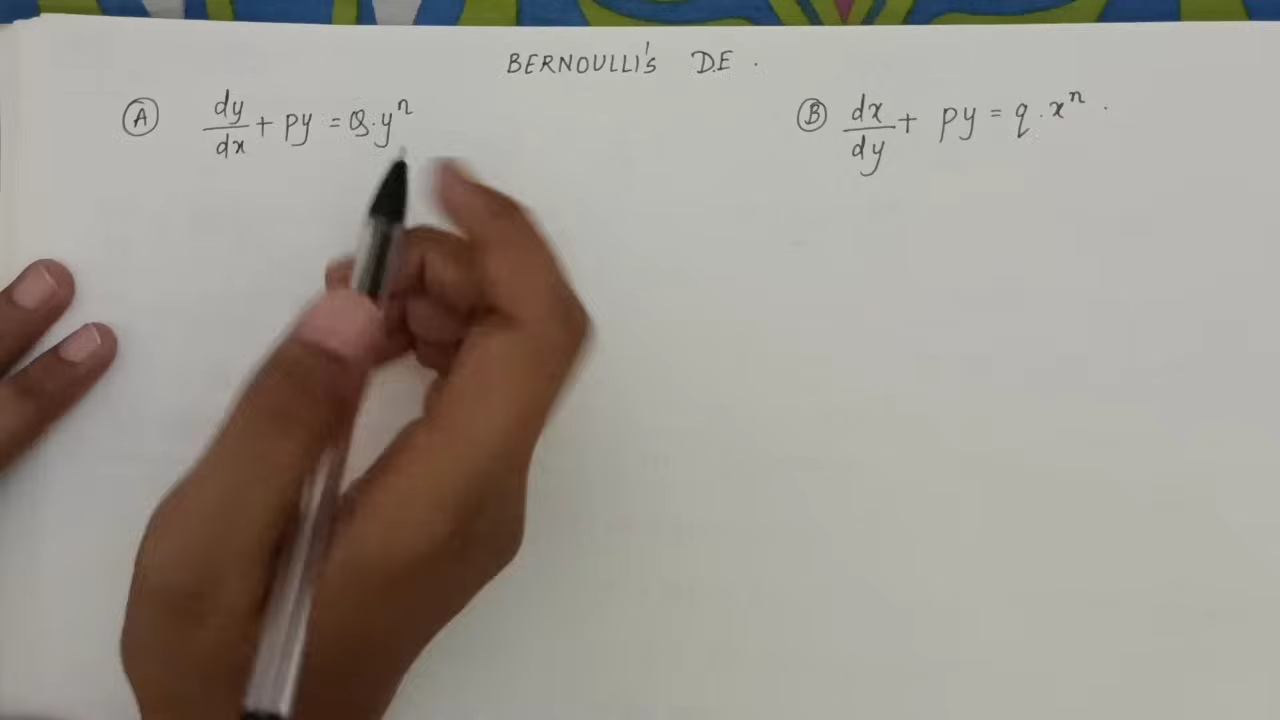 BERNOULLI'S D.E .
(A) dy/dx + py = Q.y^n
(B) dx/dy + py = q.x^n .